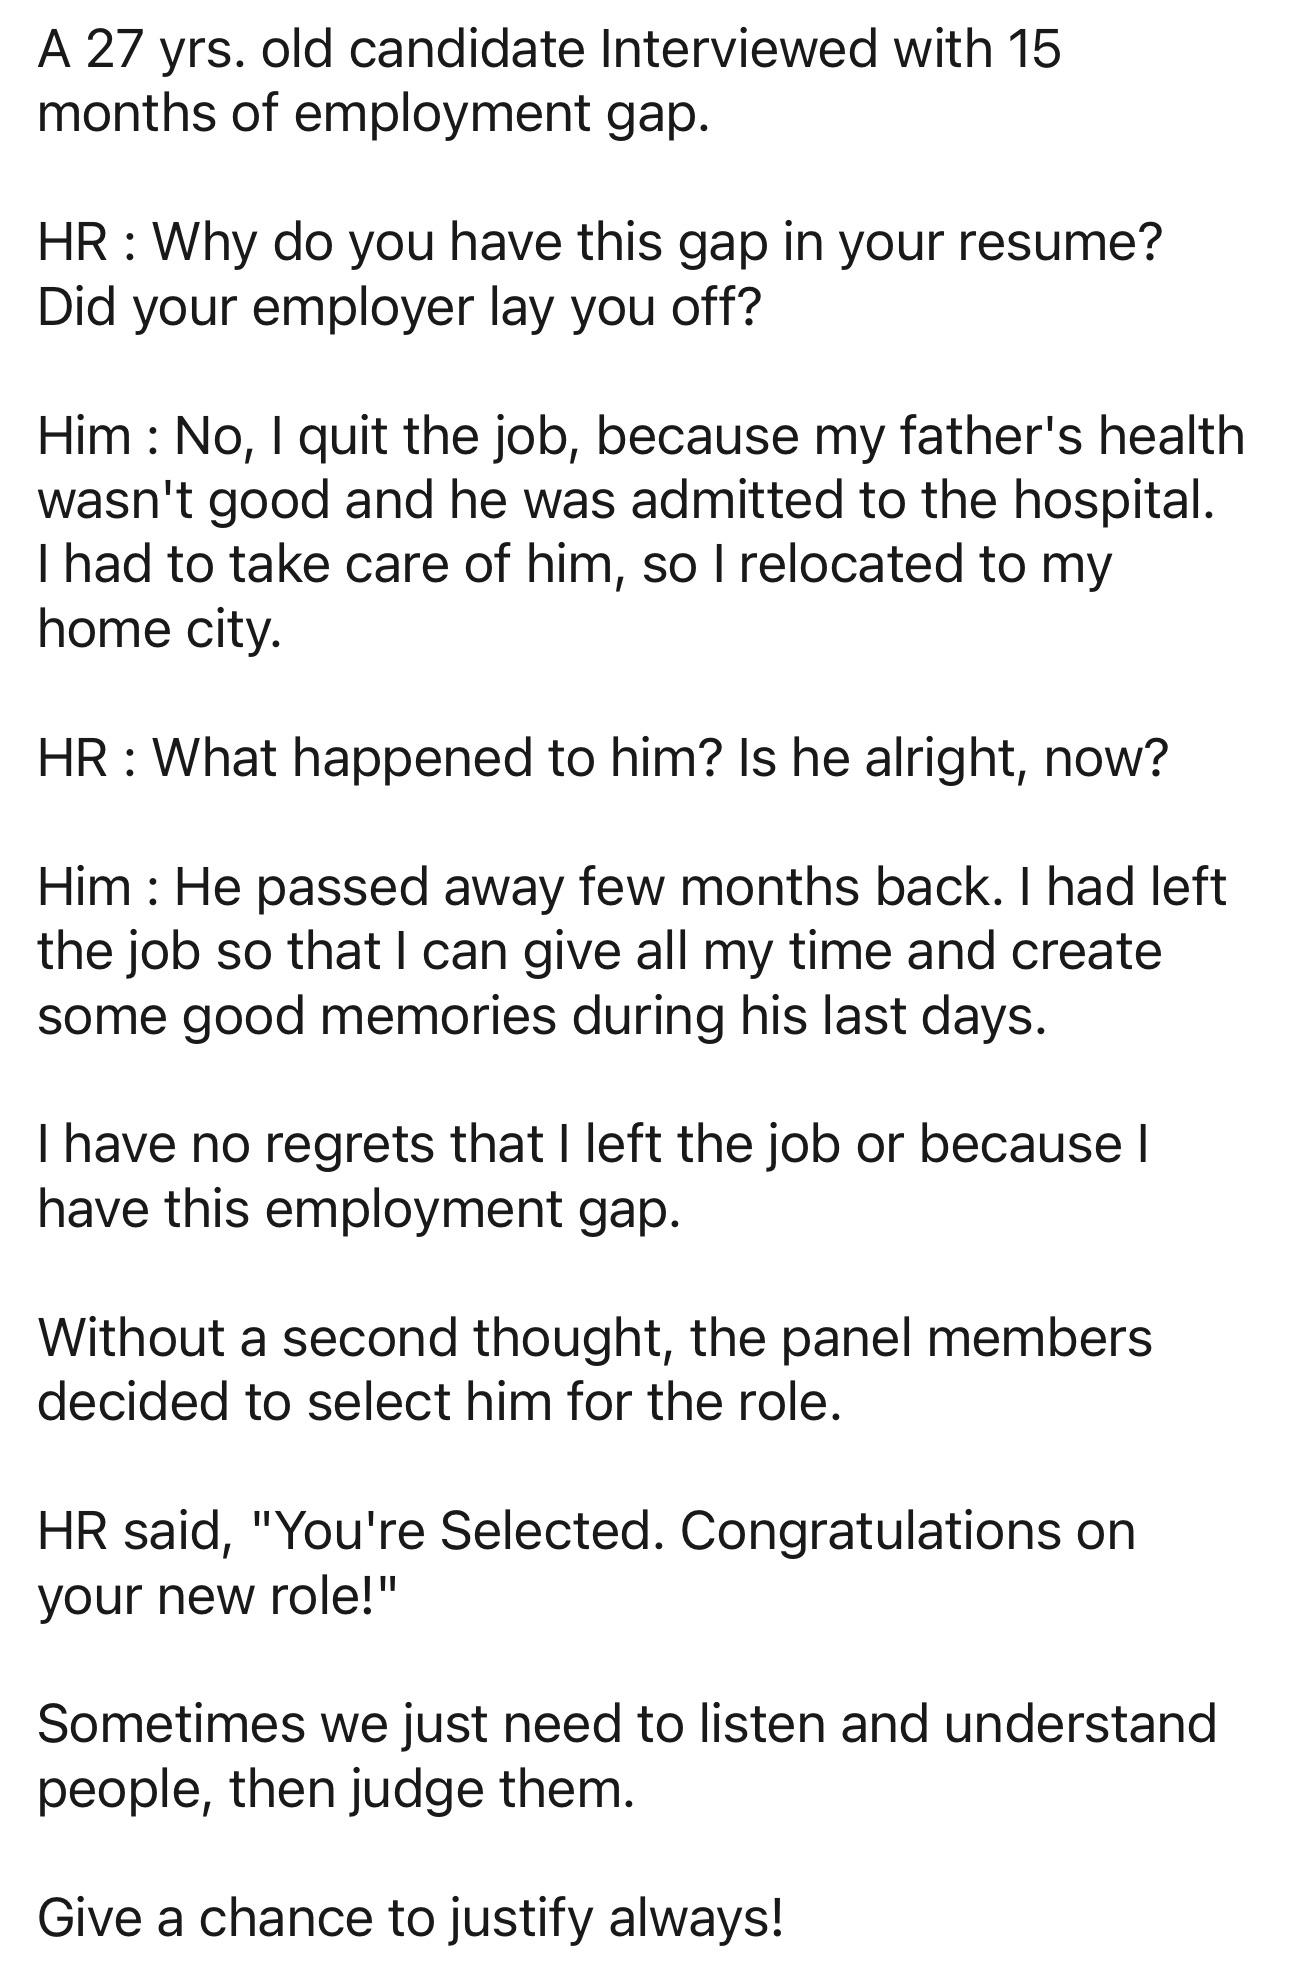 A 27 yrs. old candidate Interviewed with 15
months of employment gap.
HR : Why do you have this gap in your resume?
Did your employer lay you off?
Him : No, I quit the job, because my father's health
wasn't good and he was admitted to the hospital.
I had to take care of him, so I relocated to my
home city.
HR : What happened to him? Is he alright, now?
Him : He passed away few months back. I had left
the job so that I can give all my time and create
some good memories during his last days.
I have no regrets that I left the job or because I
have this employment gap.
Without a second thought, the panel members
decided to select him for the role.
HR said, "You're Selected. Congratulations on
your new role!"
Sometimes we just need to listen and understand
people, then judge them.
Give a chance to justify always!